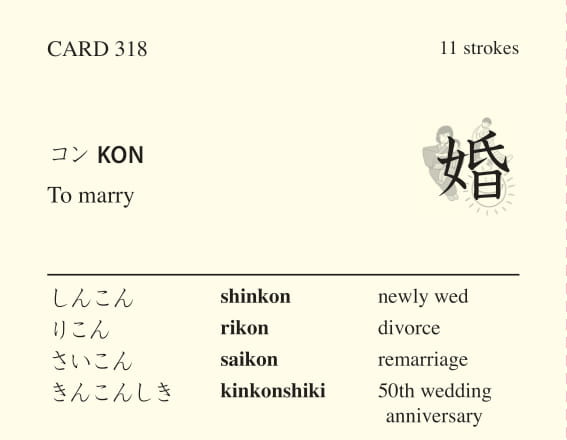 CARD 318 11 strokes
コン KON
To marry
婚
しんこん shinkon newly wed
りこん rikon divorce
さいこん saikon remarriage
きんこんしき kinkonshiki 50th wedding
anniversary